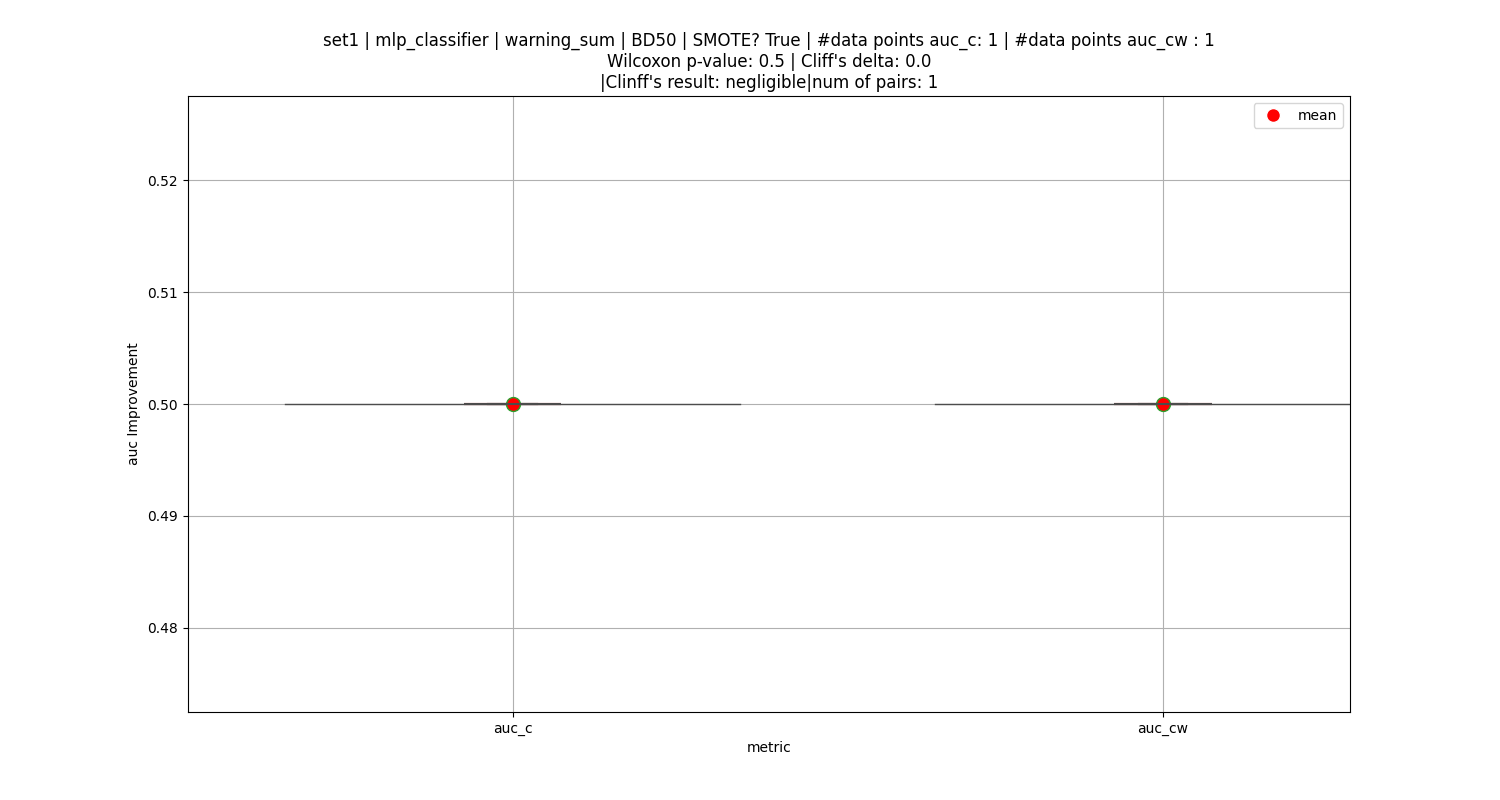 set1 | mlp_classifier | warning_sum | BD50 | SMOTE? True | #data points auc_c: 1 | #data points auc_cw : 1
Wilcoxon p-value: 0.5 | Cliff's delta: 0.0
|Clinff's result: negligible|num of pairs: 1
mean
0.52
0.51
0.50
0.49
0.48
auc Improvement
auc_c
auc_cw
metric